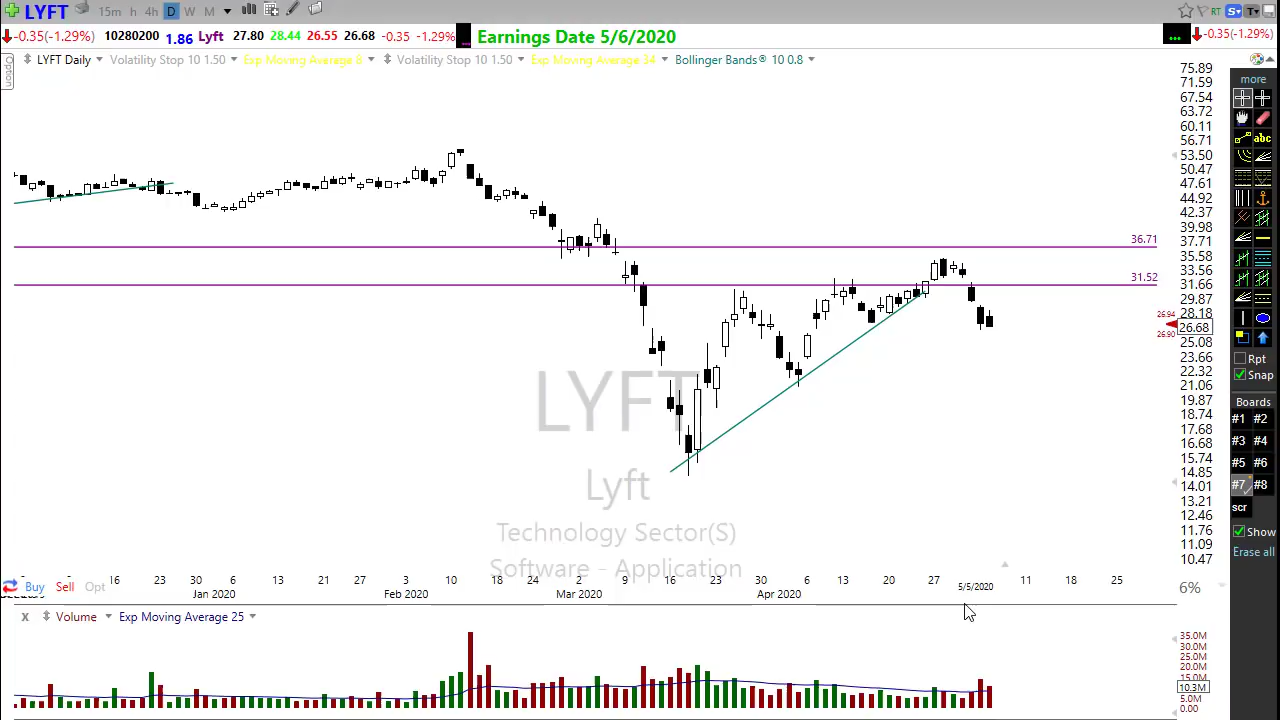 LYFT 15m h 4h D W M RT S T
-0.35(-1.29%) 10280200 1.86 Lyft 27.80 28.44 26.55 26.68 -0.35 -1.29% ... Earnings Date 5/6/2020 ... -0.35(-1.29%)
Option LYFT Daily Volatility Stop 10 1.50 Exp Moving Average 8 Volatility Stop 10 1.50 Exp Moving Average 34 Bollinger Bands® 10 0.8
75.89
71.59
67.54
63.72
60.11
56.71
53.50
50.47
47.61
44.92
42.37
39.98
37.71
35.58
33.56
31.66
29.87
28.18
26.68
25.08
23.66
22.32
21.06
19.87
18.74
17.68
16.68
15.74
14.85
14.01
13.21
12.46
11.76
11.09
10.47
36.71
31.52
26.94
26.90
LYFT
Lyft
Technology Sector(S)
Software - Application
more
abc
Rpt
Snap
Boards
#1 #2
#3 #4
#5 #6
#7 #8
scr
Show
Erase all
16 23 30 6 13 21 27 3 10 18 24 2 9 16 23 30 6 13 20 27 5/5/2020 11 18 25
Buy Sell Opt Jan 2020 Feb 2020 Mar 2020 Apr 2020 6%
x Volume Exp Moving Average 25
35.0M
30.0M
25.0M
20.0M
15.0M
10.3M
5.0M
0.00